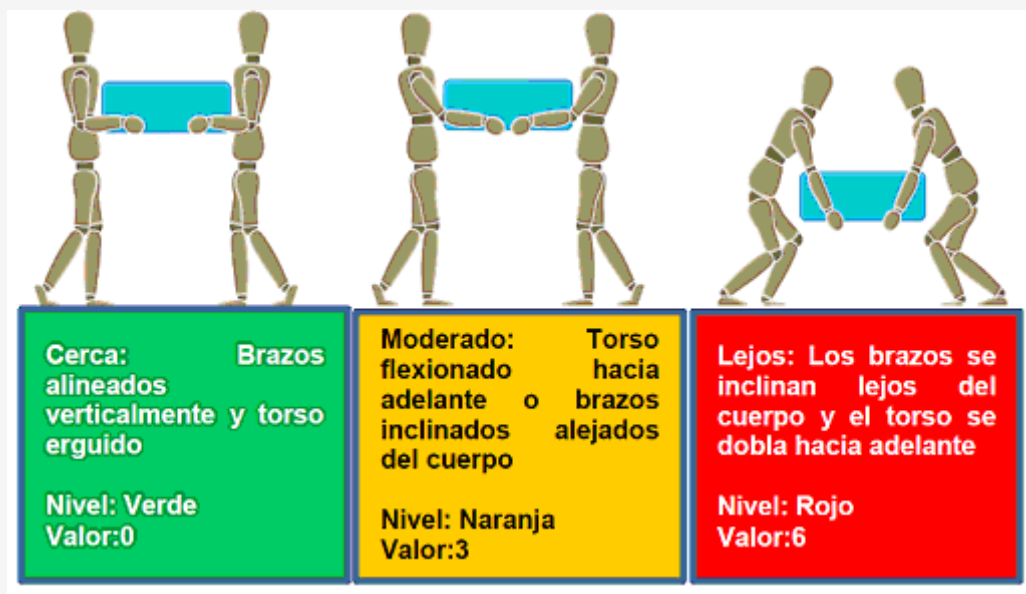 Cerca: Brazos
alineados
verticalmente y torso
erguido
Nivel: Verde
Valor:0
Moderado: Torso
flexionado hacia
adelante o brazos
inclinados alejados
del cuerpo
Nivel: Naranja
Valor:3
Lejos: Los brazos se
inclinan lejos del
cuerpo y el torso se
dobla hacia adelante
Nivel: Rojo
Valor:6